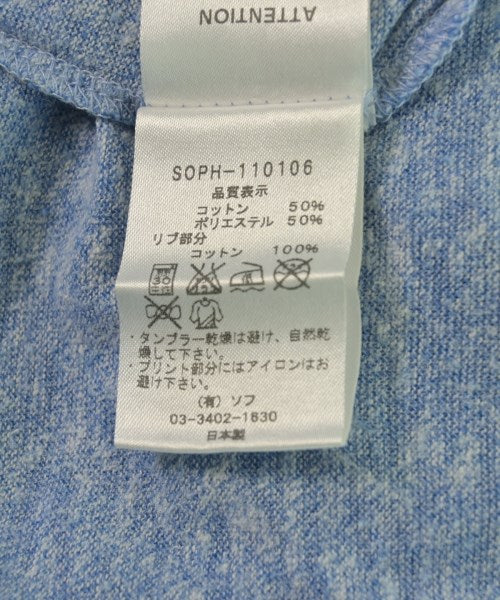 ATTENTION
SOPH-110106
品質表示
コットン 50%
ポリエステル 50%
リブ部分
コットン 100%
・タンブラー乾燥は避け、自然乾
燥して下さい。
・プリント部分にはアイロンはお
避け下さい。
(有)ソフ
03-3402-1830
日本製